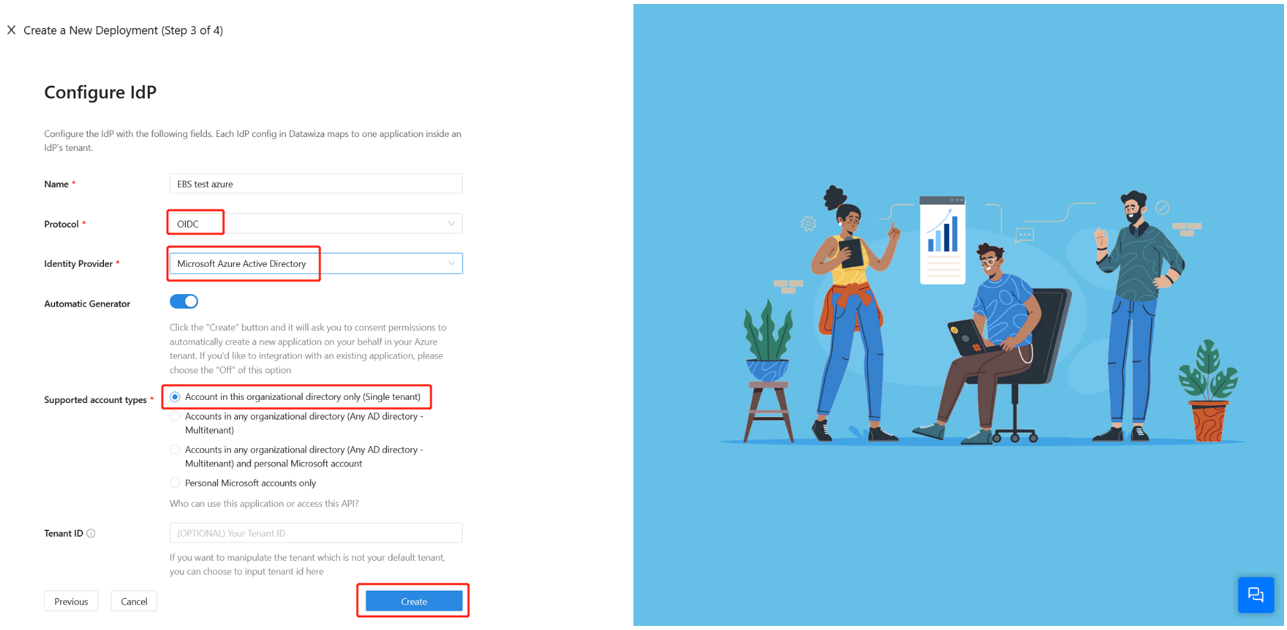 Create a New Deployment (Step 3 of 4)
Configure IdP
Configure the IdP with the following fields. Each IdP config in Datawiza maps to one application inside an
IdP's tenant.
Name *
EBS test azure
Protocol *
OIDC
Identity Provider *
Microsoft Azure Active Directory
Automatic Generator
Click the "Create" button and it will ask you to consent permissions to
automatically create a new application on your behalf in your Azure
tenant. If you'd like to integration with an existing application, please
choose the "Off" of this option
Supported account types *
Account in this organizational directory only (Single tenant)
Accounts in any organizational directory (Any AD directory -
Multitenant)
Accounts in any organizational directory (Any AD directory -
Multitenant) and personal Microsoft account
Personal Microsoft accounts only
Who can use this application or access this API?
Tenant ID
(OPTIONAL) Your Tenant ID
If you want to manipulate the tenant which is not your default tenant,
you can choose to input tenant id here
Previous
Cancel
Create